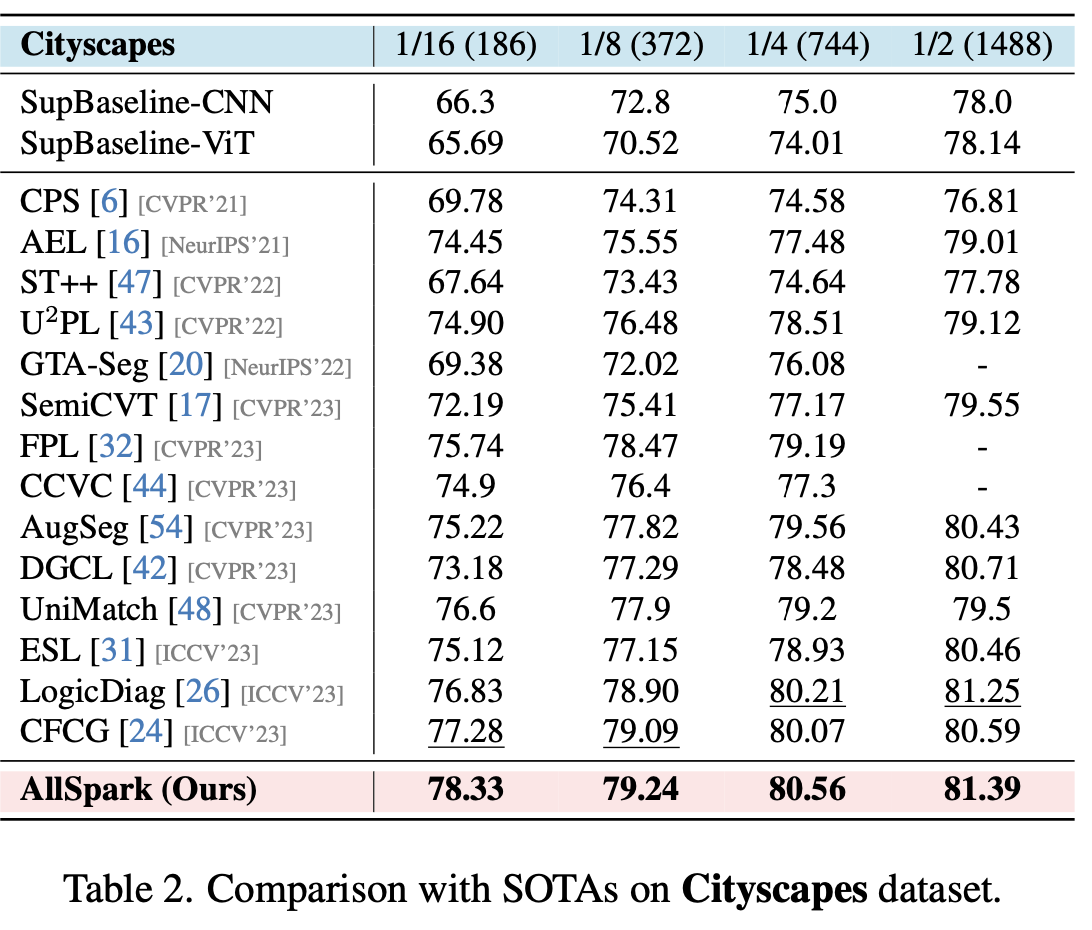 Cityscapes 1/16 (186) 1/8 (372) 1/4 (744) 1/2 (1488)
SupBaseline-CNN 66.3 72.8 75.0 78.0
SupBaseline-ViT 65.69 70.52 74.01 78.14
CPS [6] [CVPR’21] 69.78 74.31 74.58 76.81
AEL [16] [NeurIPS’21] 74.45 75.55 77.48 79.01
ST++ [47] [CVPR’22] 67.64 73.43 74.64 77.78
U²PL [43] [CVPR’22] 74.90 76.48 78.51 79.12
GTA-Seg [20] [NeurIPS’22] 69.38 72.02 76.08 -
SemiCVT [17] [CVPR’23] 72.19 75.41 77.17 79.55
FPL [32] [CVPR’23] 75.74 78.47 79.19 -
CCVC [44] [CVPR’23] 74.9 76.4 77.3 -
AugSeg [54] [CVPR’23] 75.22 77.82 79.56 80.43
DGCL [42] [CVPR’23] 73.18 77.29 78.48 80.71
UniMatch [48] [CVPR’23] 76.6 77.9 79.2 79.5
ESL [31] [ICCV’23] 75.12 77.15 78.93 80.46
LogicDiag [26] [ICCV’23] 76.83 78.90 80.21 81.25
CFCG [24] [ICCV’23] 77.28 79.09 80.07 80.59
AllSpark (Ours) 78.33 79.24 80.56 81.39
Table 2. Comparison with SOTAs on Cityscapes dataset.